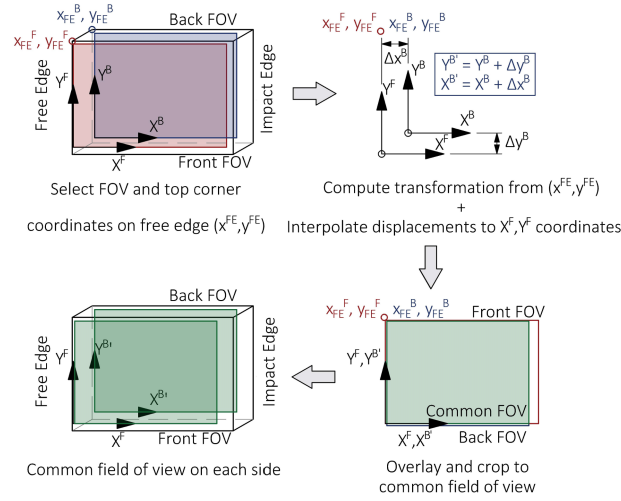 x_FE^B, y_FE^B
Back FOV
x_FE^F, y_FE^F
Free Edge
Y^F
Y^B
X^B
X^F
Front FOV
Impact Edge
Select FOV and top corner
coordinates on free edge (x^FE,y^FE)
x_FE^F, y_FE^F x_FE^B, y_FE^B
Δx^B
Y^F
Y^B
X^B
X^F
Δy^B
Y^B' = Y^B + Δy^B
X^B' = X^B + Δx^B
Compute transformation from (x^FE,y^FE)
+
Interpolate displacements to X^F,Y^F coordinates
Back FOV
Free Edge
Y^F
Y^B'
X^B'
X^F
Front FOV
Impact Edge
Common field of view on each side
x_FE^F, y_FE^F x_FE^B, y_FE^B
Front FOV
Y^F,Y^B'
Common FOV
X^F,X^B'
Back FOV
Overlay and crop to
common field of view